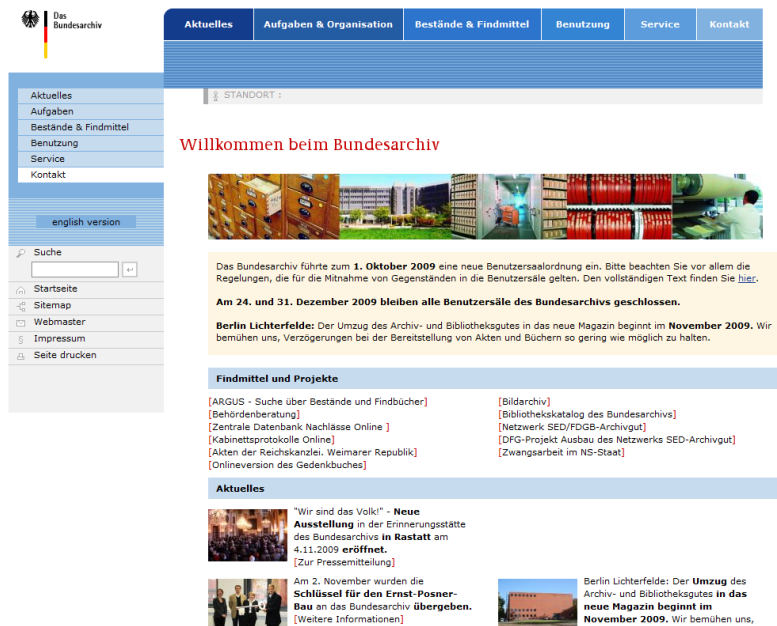 Das
Bundesarchiv
Aktuelles
Aufgaben & Organisation
Bestände & Findmittel
Benutzung
Service
Kontakt
STANDORT :
Aktuelles
Aufgaben
Bestände & Findmittel
Benutzung
Service
Kontakt
english version
Suche
Startseite
Sitemap
Webmaster
§ Impressum
Seite drucken
Willkommen beim Bundesarchiv
Das Bundesarchiv führte zum 1. Oktober 2009 eine neue Benutzersaalordnung ein. Bitte beachten Sie vor allem die
Regelungen, die für die Mitnahme von Gegenständen in die Benutzersäle gelten. Den vollständigen Text finden Sie hier.
Am 24. und 31. Dezember 2009 bleiben alle Benutzersäle des Bundesarchivs geschlossen.
Berlin Lichterfelde: Der Umzug des Archiv- und Bibliotheksgutes in das neue Magazin beginnt im November 2009. Wir
bemühen uns, Verzögerungen bei der Bereitstellung von Akten und Büchern so gering wie möglich zu halten.
Findmittel und Projekte
[ARGUS - Suche über Bestände und Findbücher]
[Behördenberatung]
[Zentrale Datenbank Nachlässe Online ]
[Kabinettsprotokolle Online]
[Akten der Reichskanzlei. Weimarer Republik]
[Onlineversion des Gedenkbuches]
[Bildarchiv]
[Bibliothekskatalog des Bundesarchivs]
[Netzwerk SED/FDGB-Archivgut]
[DFG-Projekt Ausbau des Netzwerks SED-Archivgut]
[Zwangsarbeit im NS-Staat]
Aktuelles
"Wir sind das Volk!" - Neue
Ausstellung in der Erinnerungsstätte
des Bundesarchivs in Rastatt am
4.11.2009 eröffnet.
[Zur Pressemitteilung]
Am 2. November wurden die
Schlüssel für den Ernst-Posner-
Bau an das Bundesarchiv übergeben.
[Weitere Informationen]
Berlin Lichterfelde: Der Umzug des
Archiv- und Bibliotheksgutes in das
neue Magazin beginnt im
November 2009. Wir bemühen uns,